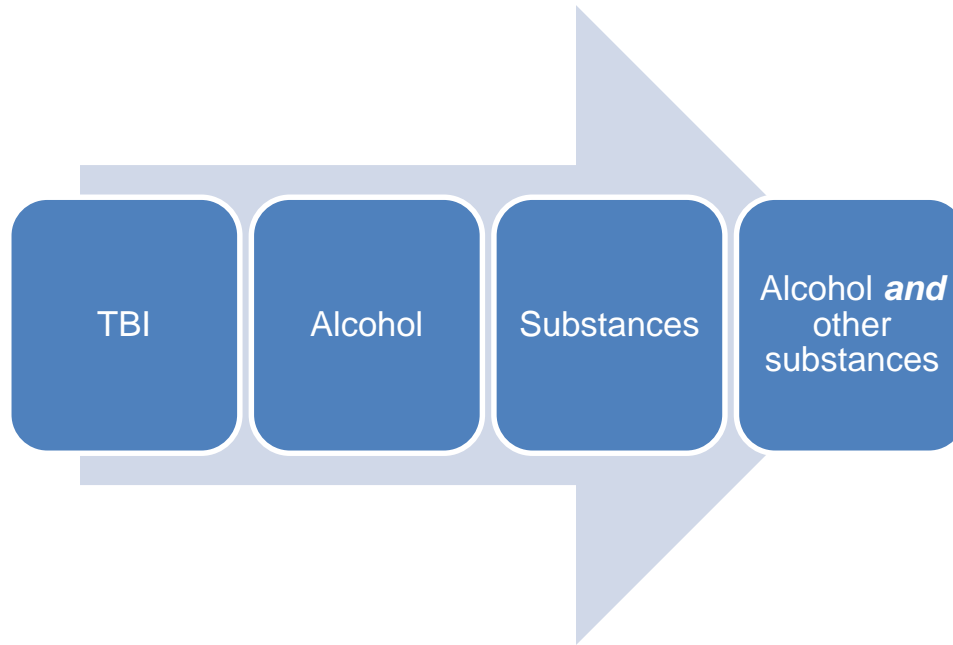 TBI
Alcohol
Substances
Alcohol and
other
substances